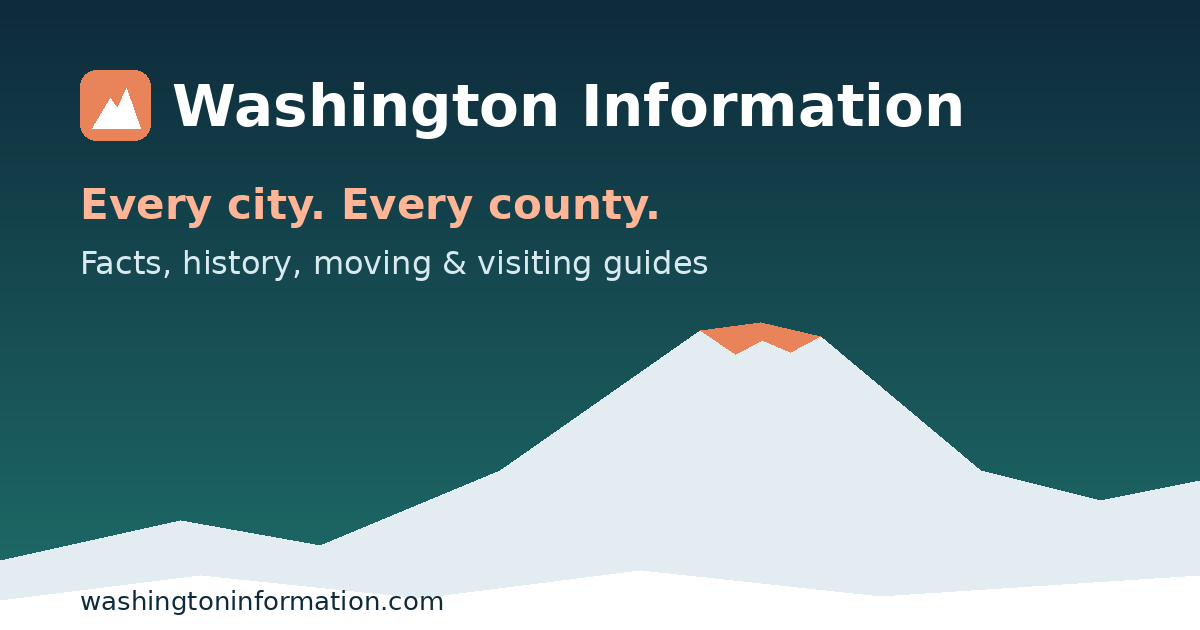 Washington Information
Every city. Every county.
Facts, history, moving & visiting guides
washingtoninformation.com